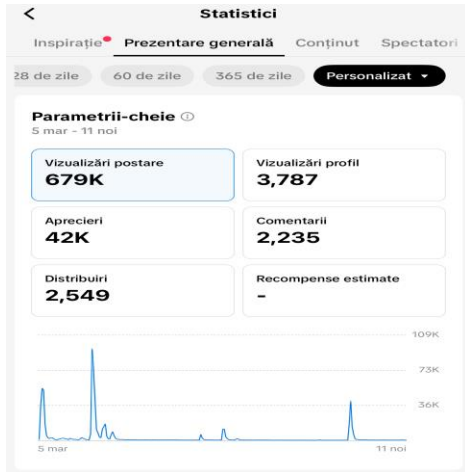 Statistici
Inspirație Prezentare generală Conținut Spectatori
28 de zile 60 de zile 365 de zile Personalizat
Parametrii-cheie
5 mar - 11 noi
Vizualizări postare Vizualizări profil
679K 3,787
Aprecieri Comentarii
42K 2,235
Distribuiri Recompense estimate
2,549 -
109K
73K
36K
5 mar 11 noi